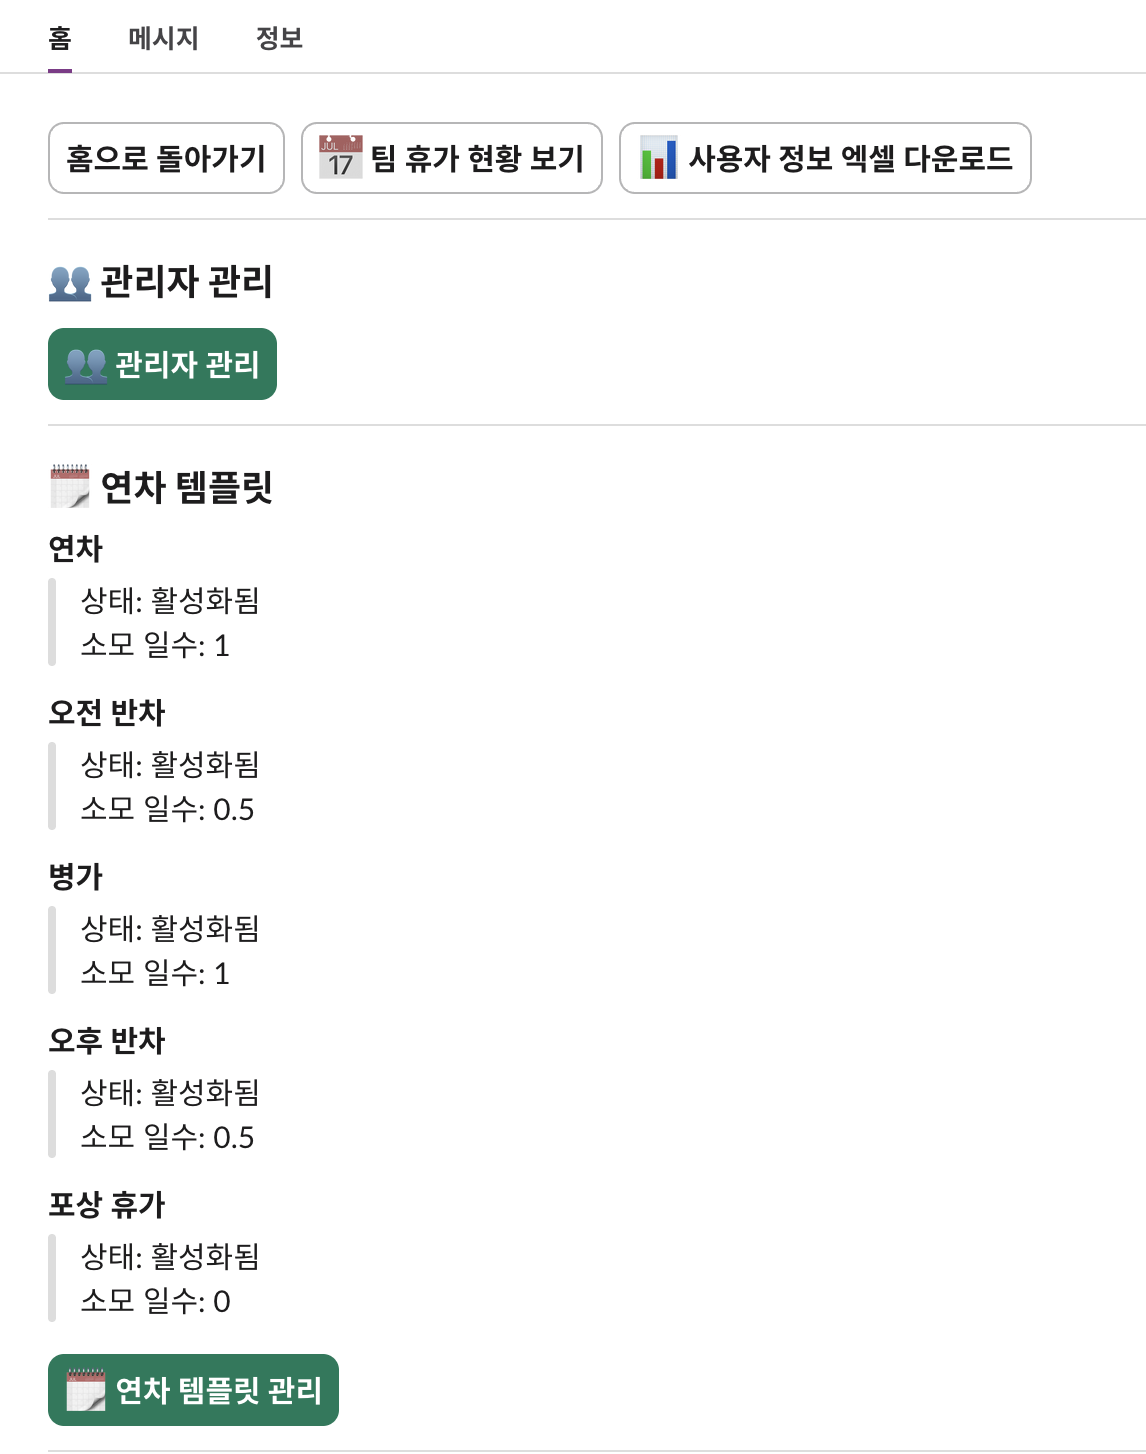 홈 메시지 정보
홈으로 돌아가기 JUL 17 팀 휴가 현황 보기 사용자 정보 엑셀 다운로드
관리자 관리
관리자 관리
연차 템플릿
연차
상태: 활성화됨
소모 일수: 1
오전 반차
상태: 활성화됨
소모 일수: 0.5
병가
상태: 활성화됨
소모 일수: 1
오후 반차
상태: 활성화됨
소모 일수: 0.5
포상 휴가
상태: 활성화됨
소모 일수: 0
연차 템플릿 관리